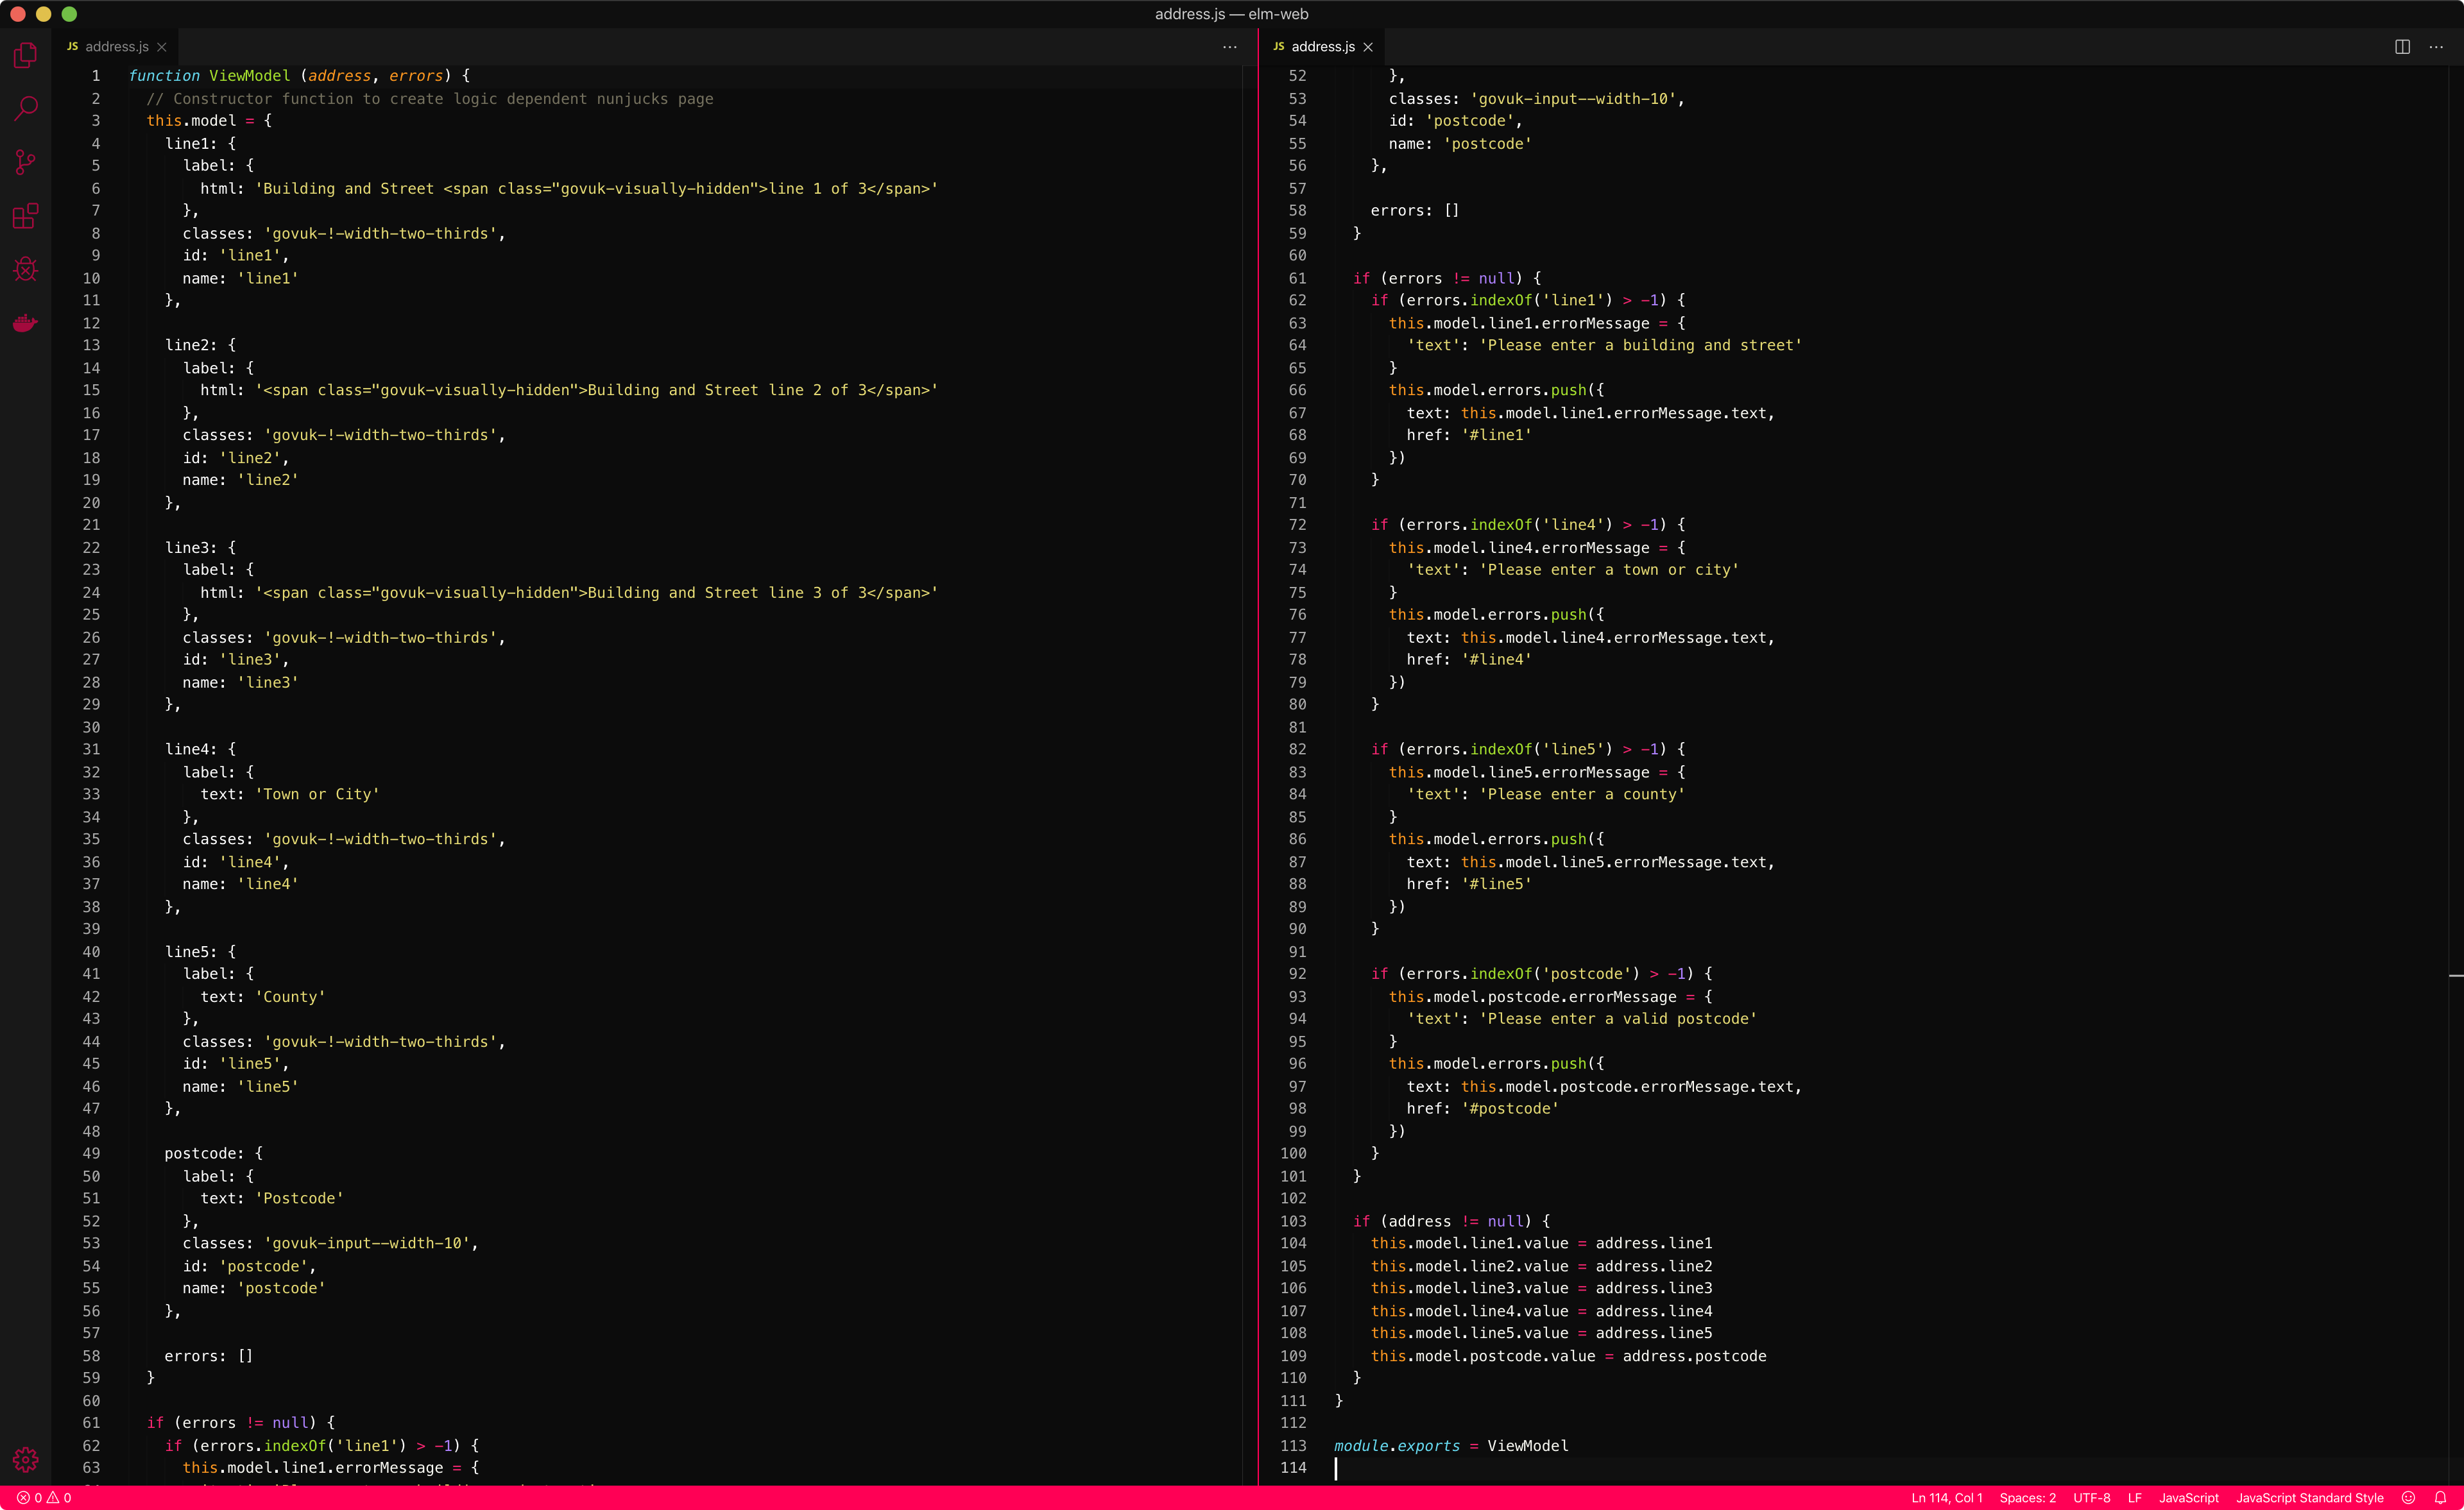 address.js — elm-web
JS address.js
1 function ViewModel (address, errors) {
2   // Constructor function to create logic dependent nunjucks page
3   this.model = {
4     line1: {
5       label: {
6         html: 'Building and Street <span class="govuk-visually-hidden">line 1 of 3</span>'
7       },
8       classes: 'govuk-!-width-two-thirds',
9       id: 'line1',
10       name: 'line1'
11     },
12
13     line2: {
14       label: {
15         html: '<span class="govuk-visually-hidden">Building and Street line 2 of 3</span>'
16       },
17       classes: 'govuk-!-width-two-thirds',
18       id: 'line2',
19       name: 'line2'
20     },
21
22     line3: {
23       label: {
24         html: '<span class="govuk-visually-hidden">Building and Street line 3 of 3</span>'
25       },
26       classes: 'govuk-!-width-two-thirds',
27       id: 'line3',
28       name: 'line3'
29     },
30
31     line4: {
32       label: {
33         text: 'Town or City'
34       },
35       classes: 'govuk-!-width-two-thirds',
36       id: 'line4',
37       name: 'line4'
38     },
39
40     line5: {
41       label: {
42         text: 'County'
43       },
44       classes: 'govuk-!-width-two-thirds',
45       id: 'line5',
46       name: 'line5'
47     },
48
49     postcode: {
50       label: {
51         text: 'Postcode'
52       },
53       classes: 'govuk-input--width-10',
54       id: 'postcode',
55       name: 'postcode'
56     },
57
58     errors: []
59   }
60
61   if (errors != null) {
62     if (errors.indexOf('line1') > -1) {
63       this.model.line1.errorMessage = {
JS address.js
52       },
53       classes: 'govuk-input--width-10',
54       id: 'postcode',
55       name: 'postcode'
56     },
57
58     errors: []
59   }
60
61   if (errors != null) {
62     if (errors.indexOf('line1') > -1) {
63       this.model.line1.errorMessage = {
64         'text': 'Please enter a building and street'
65       }
66       this.model.errors.push({
67         text: this.model.line1.errorMessage.text,
68         href: '#line1'
69       })
70     }
71
72     if (errors.indexOf('line4') > -1) {
73       this.model.line4.errorMessage = {
74         'text': 'Please enter a town or city'
75       }
76       this.model.errors.push({
77         text: this.model.line4.errorMessage.text,
78         href: '#line4'
79       })
80     }
81
82     if (errors.indexOf('line5') > -1) {
83       this.model.line5.errorMessage = {
84         'text': 'Please enter a county'
85       }
86       this.model.errors.push({
87         text: this.model.line5.errorMessage.text,
88         href: '#line5'
89       })
90     }
91
92     if (errors.indexOf('postcode') > -1) {
93       this.model.postcode.errorMessage = {
94         'text': 'Please enter a valid postcode'
95       }
96       this.model.errors.push({
97         text: this.model.postcode.errorMessage.text,
98         href: '#postcode'
99       })
100     }
101   }
102
103   if (address != null) {
104     this.model.line1.value = address.line1
105     this.model.line2.value = address.line2
106     this.model.line3.value = address.line3
107     this.model.line4.value = address.line4
108     this.model.line5.value = address.line5
109     this.model.postcode.value = address.postcode
110   }
111 }
112
113 module.exports = ViewModel
114
0 0 Ln 114, Col 1 Spaces: 2 UTF-8 LF JavaScript JavaScript Standard Style